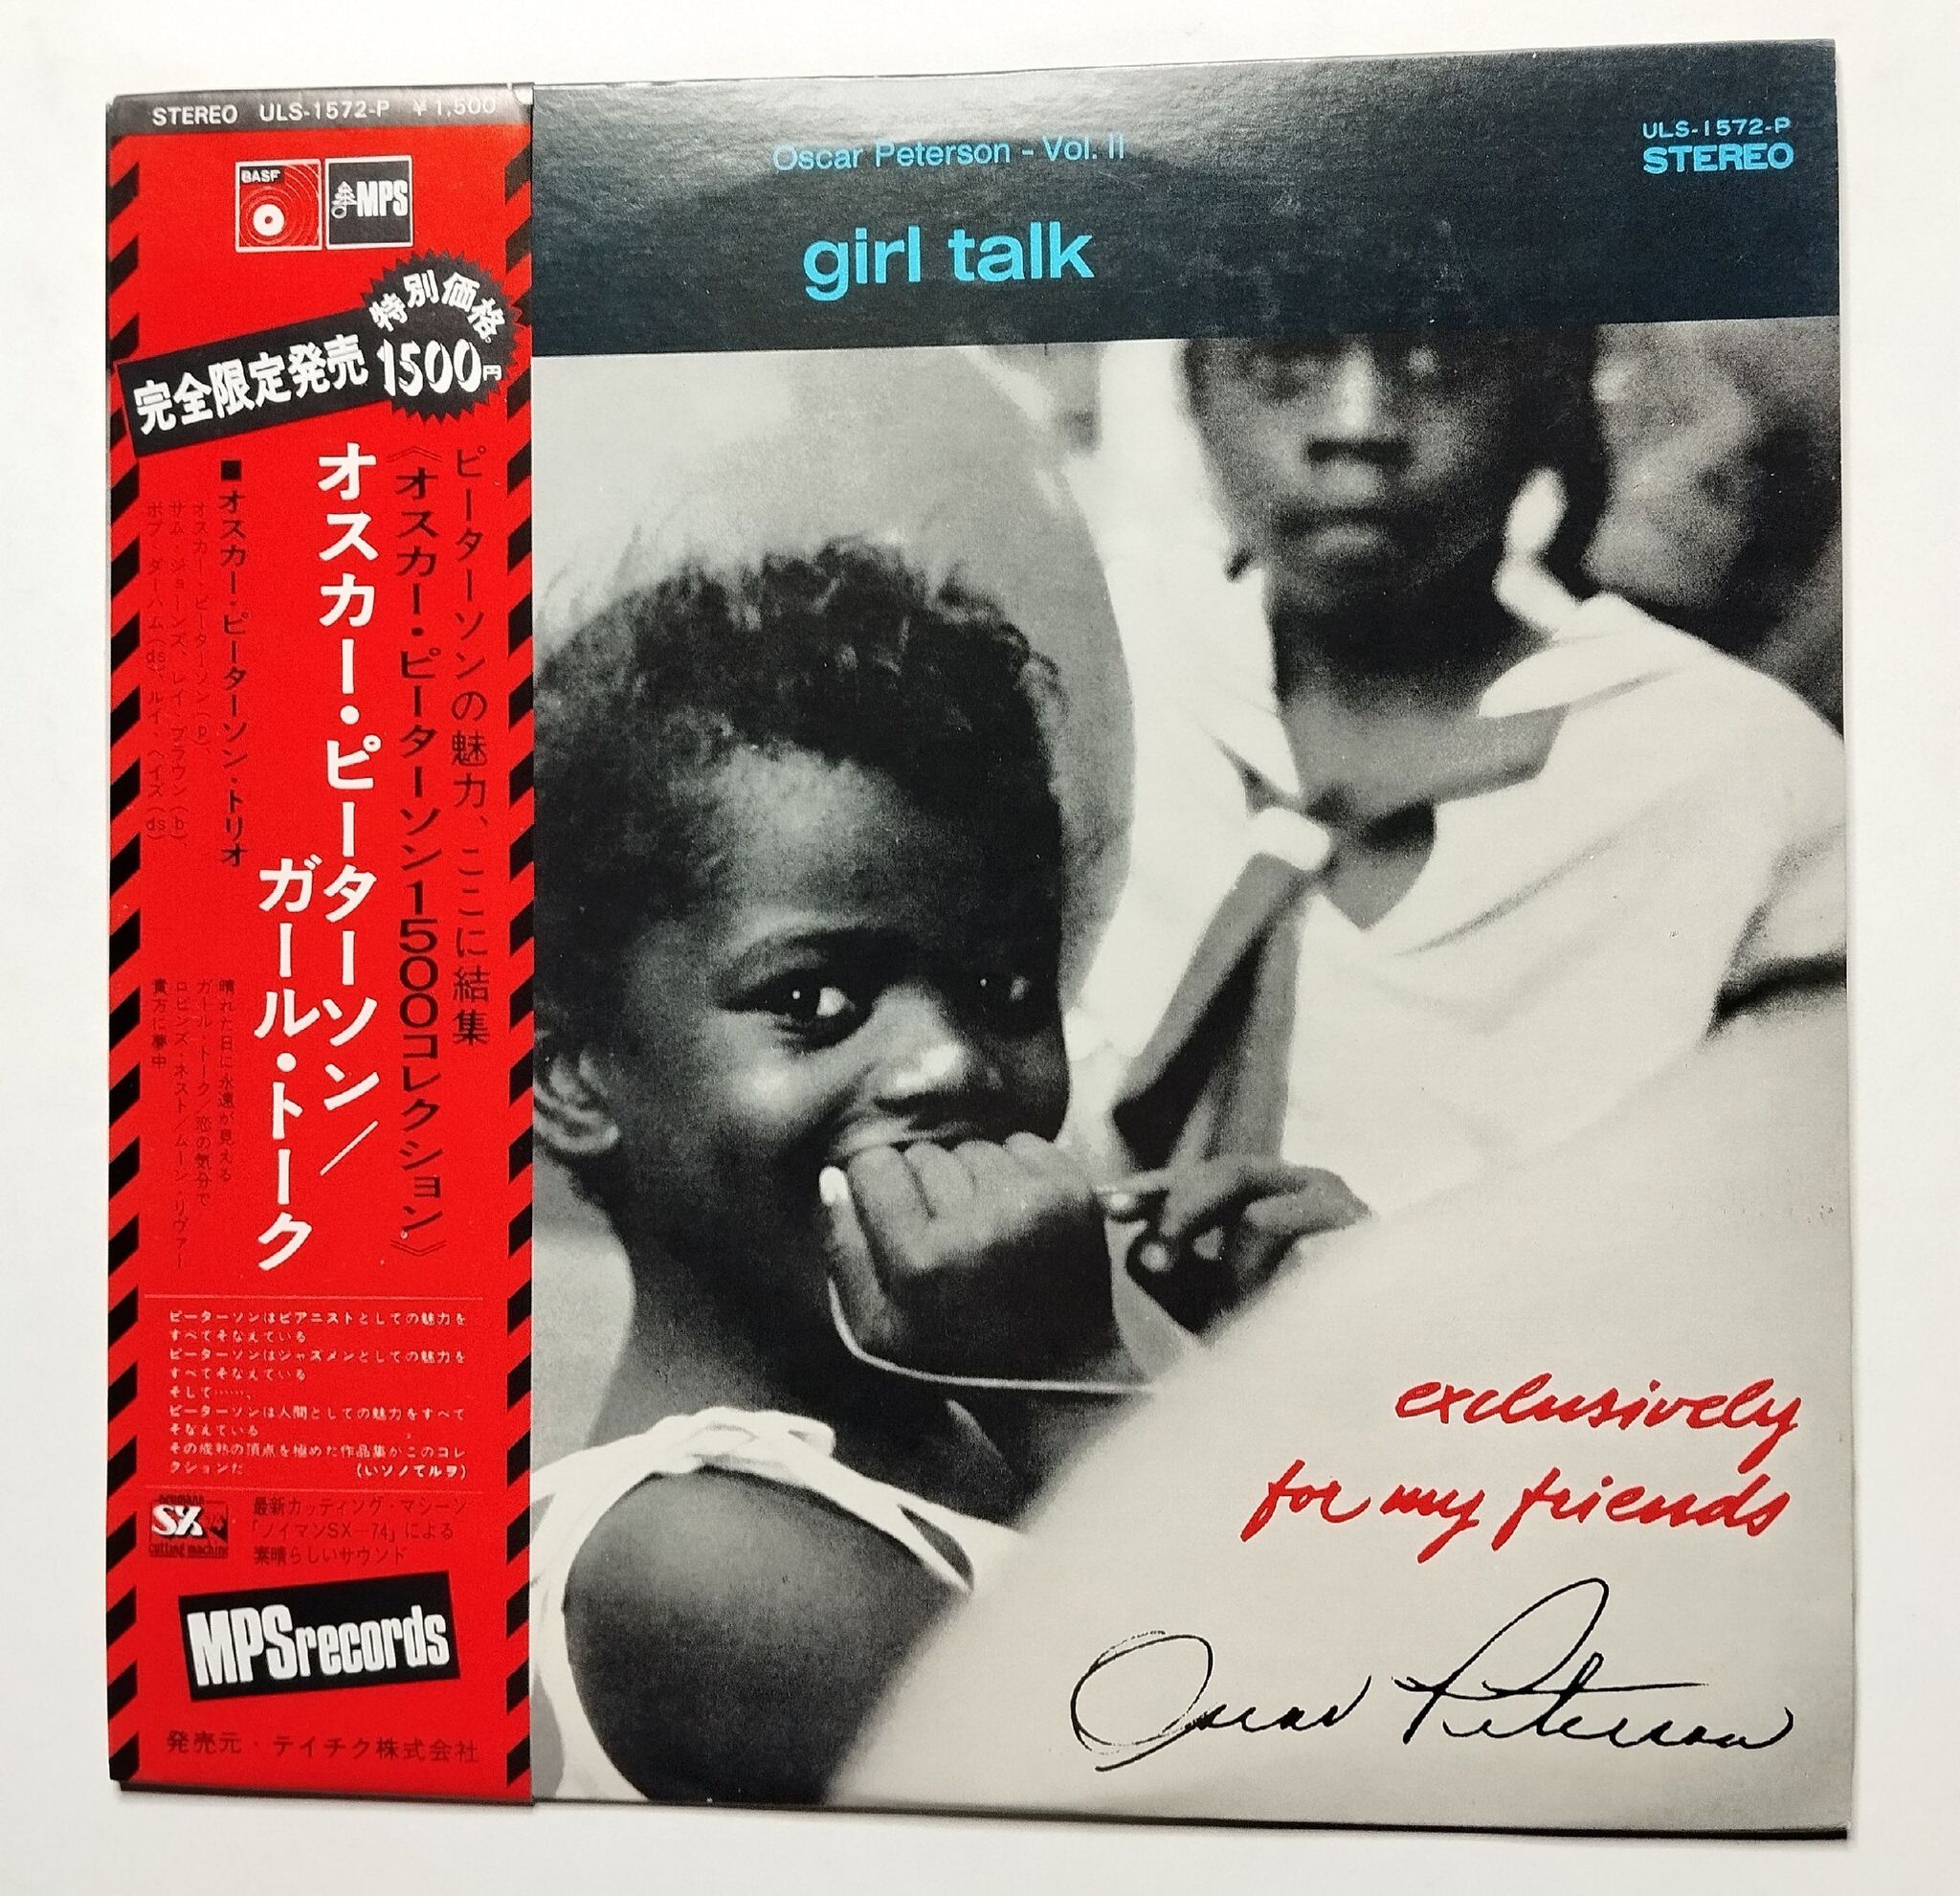 STEREO ULS-1572-P ¥1,500
BASF
MPS
特別価格
1500円
完全限定発売
ピーターソンの魅力、ここに結集
《オスカー・ピーターソン1500コレクション》
オスカー・ピーターソン/
ガール・トーク
■オスカー・ピーターソン・トリオ
オスカー・ピーターソン(p)、
サム・ジョーンズ、レイ・ブラウン(b)、
ボブ・ダーハム(ds)、ルイ・ヘイズ(ds)
晴れた日に永遠が見える
ガール・トーク/恋の気分で
ロビンズ・ネスト/ムーン・リヴァー
貴方に夢中
ピーターソンはピアニストとしての魅力を
すべてそなえている
ピーターソンはジャズメンとしての魅力を
すべてそなえている
そして……、
ピーターソンは人間としての魅力をすべて
そなえている
その成熟の頂点を極めた作品集がこのコレ
クションだ (いソノてルヲ)
SX
cutting machine
最新カッティング・マシーン
「ノイマンSX—74」による
素晴らしいサウンド
MPSrecords
発売元・テイチク株式会社
Oscar Peterson - Vol. II
girl talk
ULS-1572-P
STEREO
exclusively
for my friends
Oscar Peterson